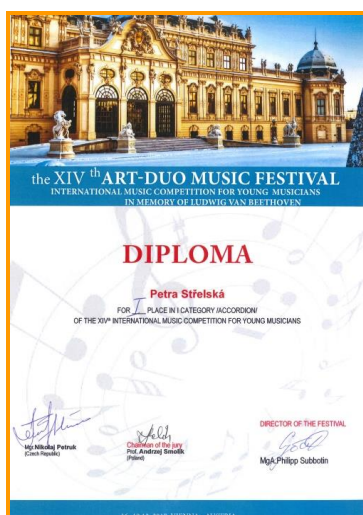 the XIV th ART-DUO MUSIC FESTIVAL
INTERNATIONAL MUSIC COMPETITION FOR YOUNG MUSICIANS
IN MEMORY OF LUDWIG VAN BEETHOVEN
DIPLOMA
Petra Střelská
FOR I PLACE IN I CATEGORY /ACCORDION/
OF THE XIVth INTERNATIONAL MUSIC COMPETITION FOR YOUNG MUSICIANS
Mgr. Nikolaj Petruk
(Czech Republic)
Chairman of the jury
Prof. Andrzej Smolik
(Poland)
DIRECTOR OF THE FESTIVAL
MgA.Philipp Subbotin